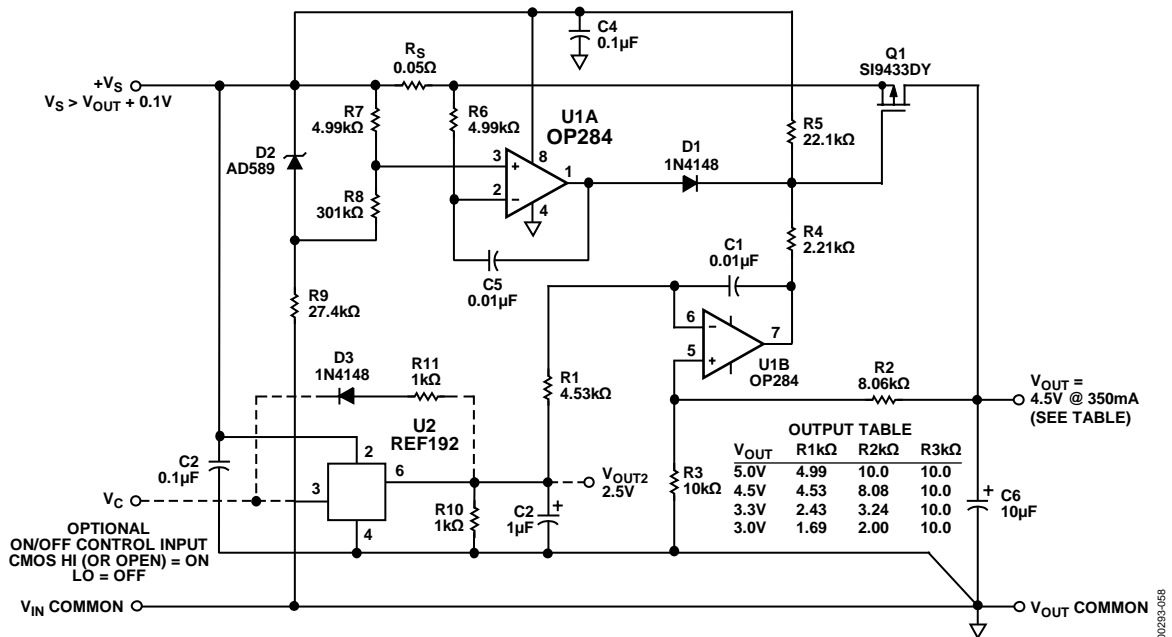 C4
0.1µF
RS
0.05Ω
Q1
SI9433DY
+VS
VS > VOUT + 0.1V
R7
4.99kΩ
R6
4.99kΩ
U1A
OP284
R5
22.1kΩ
D2
AD589
3
+
8
1
2
−
4
D1
1N4148
R8
301kΩ
R4
2.21kΩ
C5
0.01µF
C1
0.01µF
R9
27.4kΩ
6
−
7
5
+
U1B
OP284
D3
1N4148
R11
1kΩ
R1
4.53kΩ
R2
8.06kΩ
VOUT =
4.5V @ 350mA
(SEE TABLE)
U2
REF192
C2
0.1µF
2
6
3
4
VOUT2
2.5V
R3
10kΩ
OUTPUT TABLE
VOUT R1kΩ R2kΩ R3kΩ
5.0V 4.99 10.0 10.0
4.5V 4.53 8.08 10.0
3.3V 2.43 3.24 10.0
3.0V 1.69 2.00 10.0
VC
R10
1kΩ
C2
1µF
+
+
C6
10µF
OPTIONAL
ON/OFF CONTROL INPUT
CMOS HI (OR OPEN) = ON
LO = OFF
VIN COMMON
VOUT COMMON
00293-058